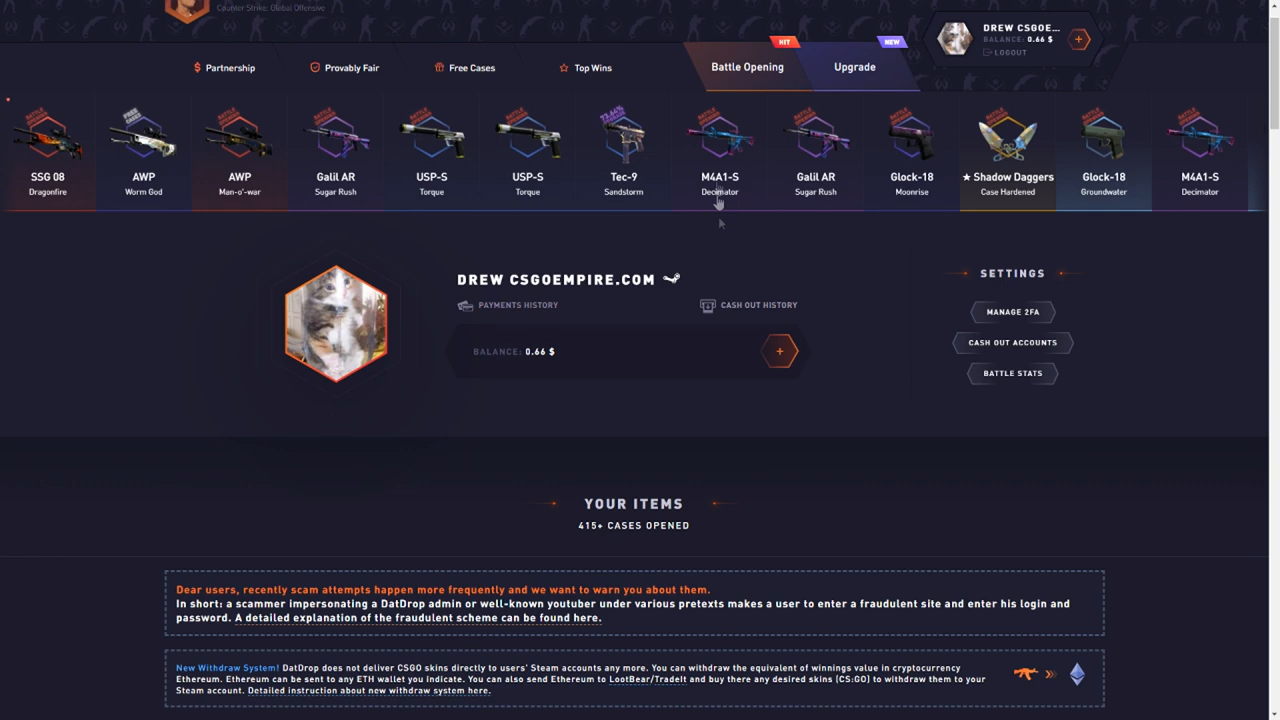 Counter Strike: Global Offensive
DREW CSGOE...
BALANCE: 0.66 $
LOGOUT
+
HIT
NEW
Partnership
Provably Fair
Free Cases
Top Wins
Battle Opening
Upgrade
BATTLE OPENING
FREE CASES
BATTLE OPENING
SSG 08
Dragonfire
AWP
Worm God
AWP
Man-o'-war
Galil AR
Sugar Rush
USP-S
Torque
USP-S
Torque
Tec-9
Sandstorm
M4A1-S
Decimator
Galil AR
Sugar Rush
Glock-18
Moonrise
★ Shadow Daggers
Case Hardened
Glock-18
Groundwater
M4A1-S
Decimator
DREW CSGOEMPIRE.COM
PAYMENTS HISTORY
CASH OUT HISTORY
BALANCE: 0.66 $
+
SETTINGS
MANAGE 2FA
CASH OUT ACCOUNTS
BATTLE STATS
YOUR ITEMS
415+ CASES OPENED
Dear users, recently scam attempts happen more frequently and we want to warn you about them.
In short: a scammer impersonating a DatDrop admin or well-known youtuber under various pretexts makes a user to enter a fraudulent site and enter his login and
password. A detailed explanation of the fraudulent scheme can be found here.
New Withdraw System! DatDrop does not deliver CSGO skins directly to users' Steam accounts any more. You can withdraw the equivalent of winnings value in cryptocurrency
Ethereum. Ethereum can be sent to any ETH wallet you indicate. You can also send Ethereum to LootBear/TradeIt and buy there any desired skins (CS:GO) to withdraw them to your
Steam account. Detailed instruction about new withdraw system here.